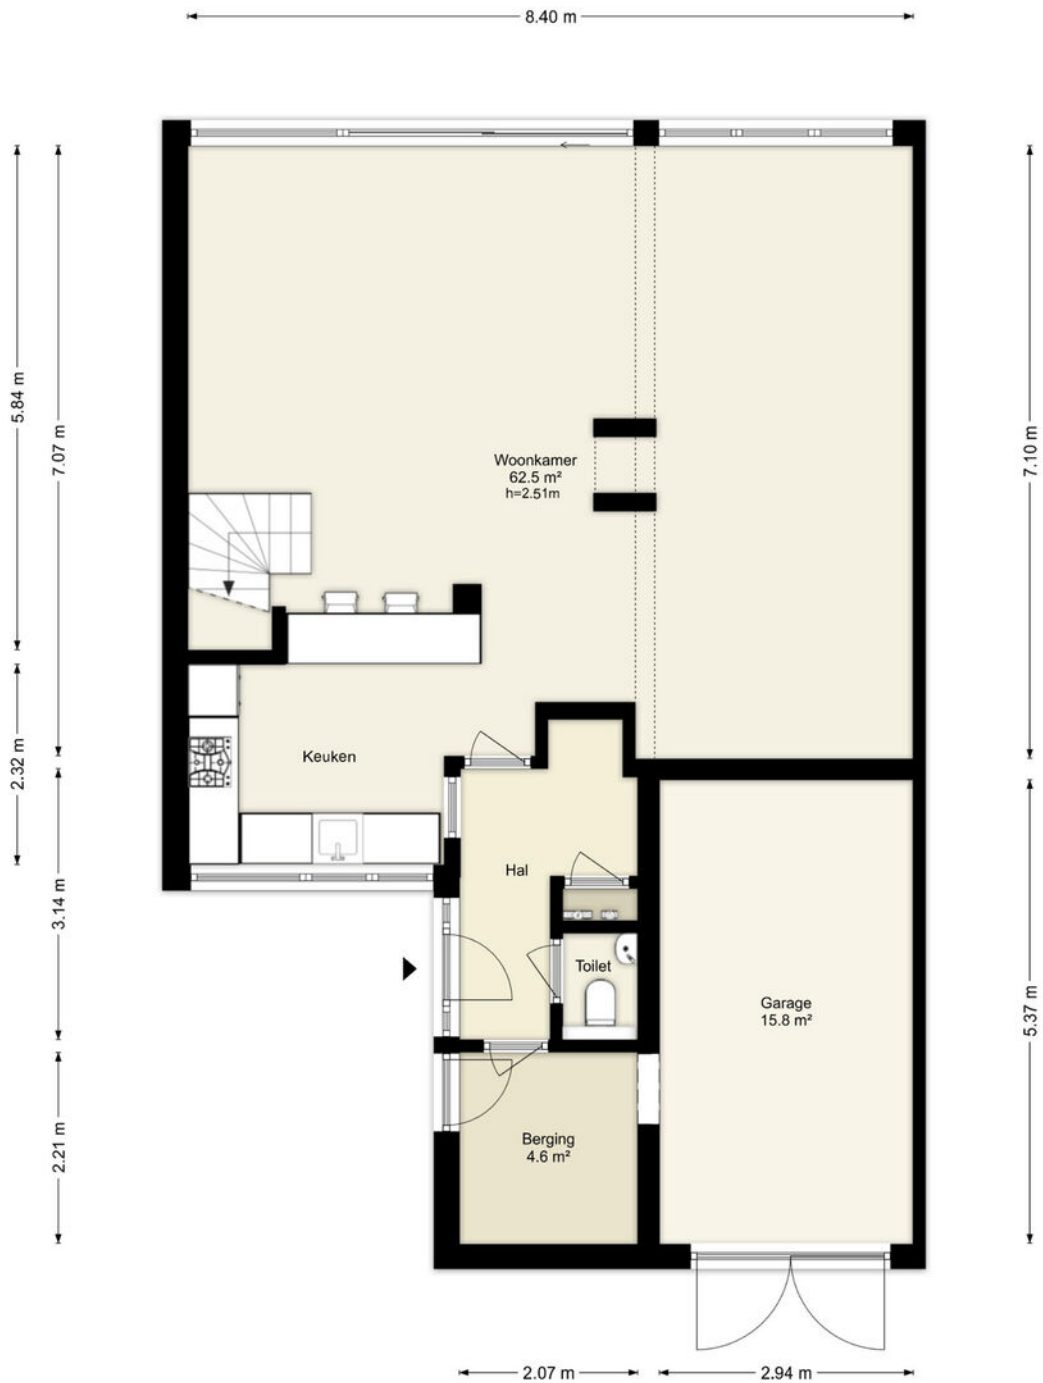 8.40 m
5.84 m
7.07 m
7.10 m
Woonkamer
62.5 m²
h=2.51m
2.32 m
Keuken
3.14 m
Hal
Toilet
Garage
15.8 m²
5.37 m
2.21 m
Berging
4.6 m²
2.07 m
2.94 m